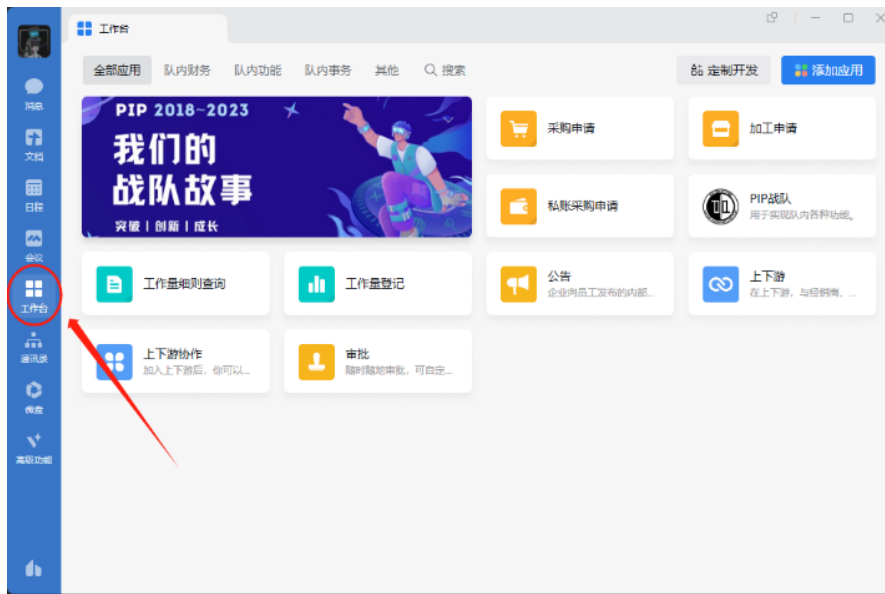 工作台
全部应用 队内财务 队内功能 队内事务 其他 搜索
定制开发 添加应用
消息
文档
日程
会议
工作台
通讯录
微盘
高级功能
PIP 2018~2023
我们的
战队故事
突破 | 创新 | 成长
采购申请
加工申请
私账采购申请
PIP战队
用于实现队内各种功能。
工作量细则查询
工作量登记
公告
企业向员工发布的内部...
上下游
在上下游，与经销商、...
上下游协作
加入上下游后，你可以...
审批
随时随地审批，可自定...